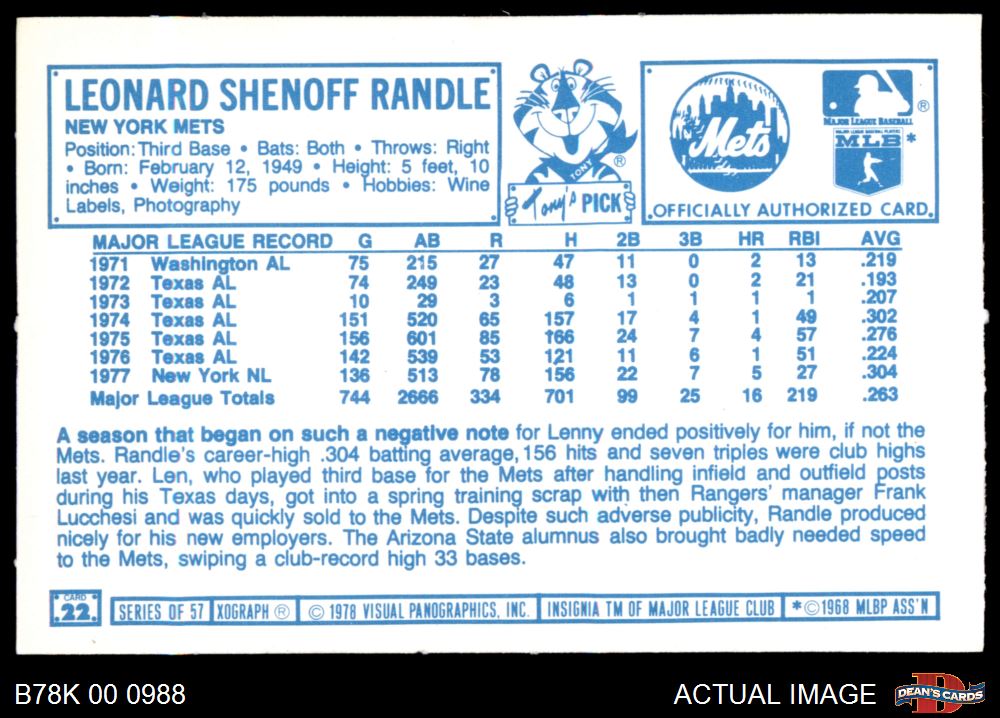 LEONARD SHENOFF RANDLE
NEW YORK METS
Position: Third Base • Bats: Both • Throws: Right
• Born: February 12, 1949 • Height: 5 feet, 10
inches • Weight: 175 pounds • Hobbies: Wine
Labels, Photography
TONY
®
Tony's PICK
Mets
®
MAJOR LEAGUE BASEBALL
MAJOR LEAGUE BASEBALL PLAYERS
MLB *
OFFICIALLY AUTHORIZED CARD
MAJOR LEAGUE RECORD G AB R H 2B 3B HR RBI AVG
1971 Washington AL 75 215 27 47 11 0 2 13 .219
1972 Texas AL 74 249 23 48 13 0 2 21 .193
1973 Texas AL 10 29 3 6 1 1 1 1 .207
1974 Texas AL 151 520 65 157 17 4 1 49 .302
1975 Texas AL 156 601 85 166 24 7 4 57 .276
1976 Texas AL 142 539 53 121 11 6 1 51 .224
1977 New York NL 136 513 78 156 22 7 5 27 .304
Major League Totals 744 2666 334 701 99 25 16 219 .263
A season that began on such a negative note for Lenny ended positively for him, if not the
Mets. Randle's career-high .304 batting average, 156 hits and seven triples were club highs
last year. Len, who played third base for the Mets after handling infield and outfield posts
during his Texas days, got into a spring training scrap with then Rangers' manager Frank
Lucchesi and was quickly sold to the Mets. Despite such adverse publicity, Randle produced
nicely for his new employers. The Arizona State alumnus also brought badly needed speed
to the Mets, swiping a club-record high 33 bases.
CARD
22
SERIES OF 57 XOGRAPH ® © 1978 VISUAL PANOGRAPHICS, INC. INSIGNIA TM OF MAJOR LEAGUE CLUB *©1968 MLBP ASS'N
B78K 00 0988
ACTUAL IMAGE
D
DEAN'S CARDS